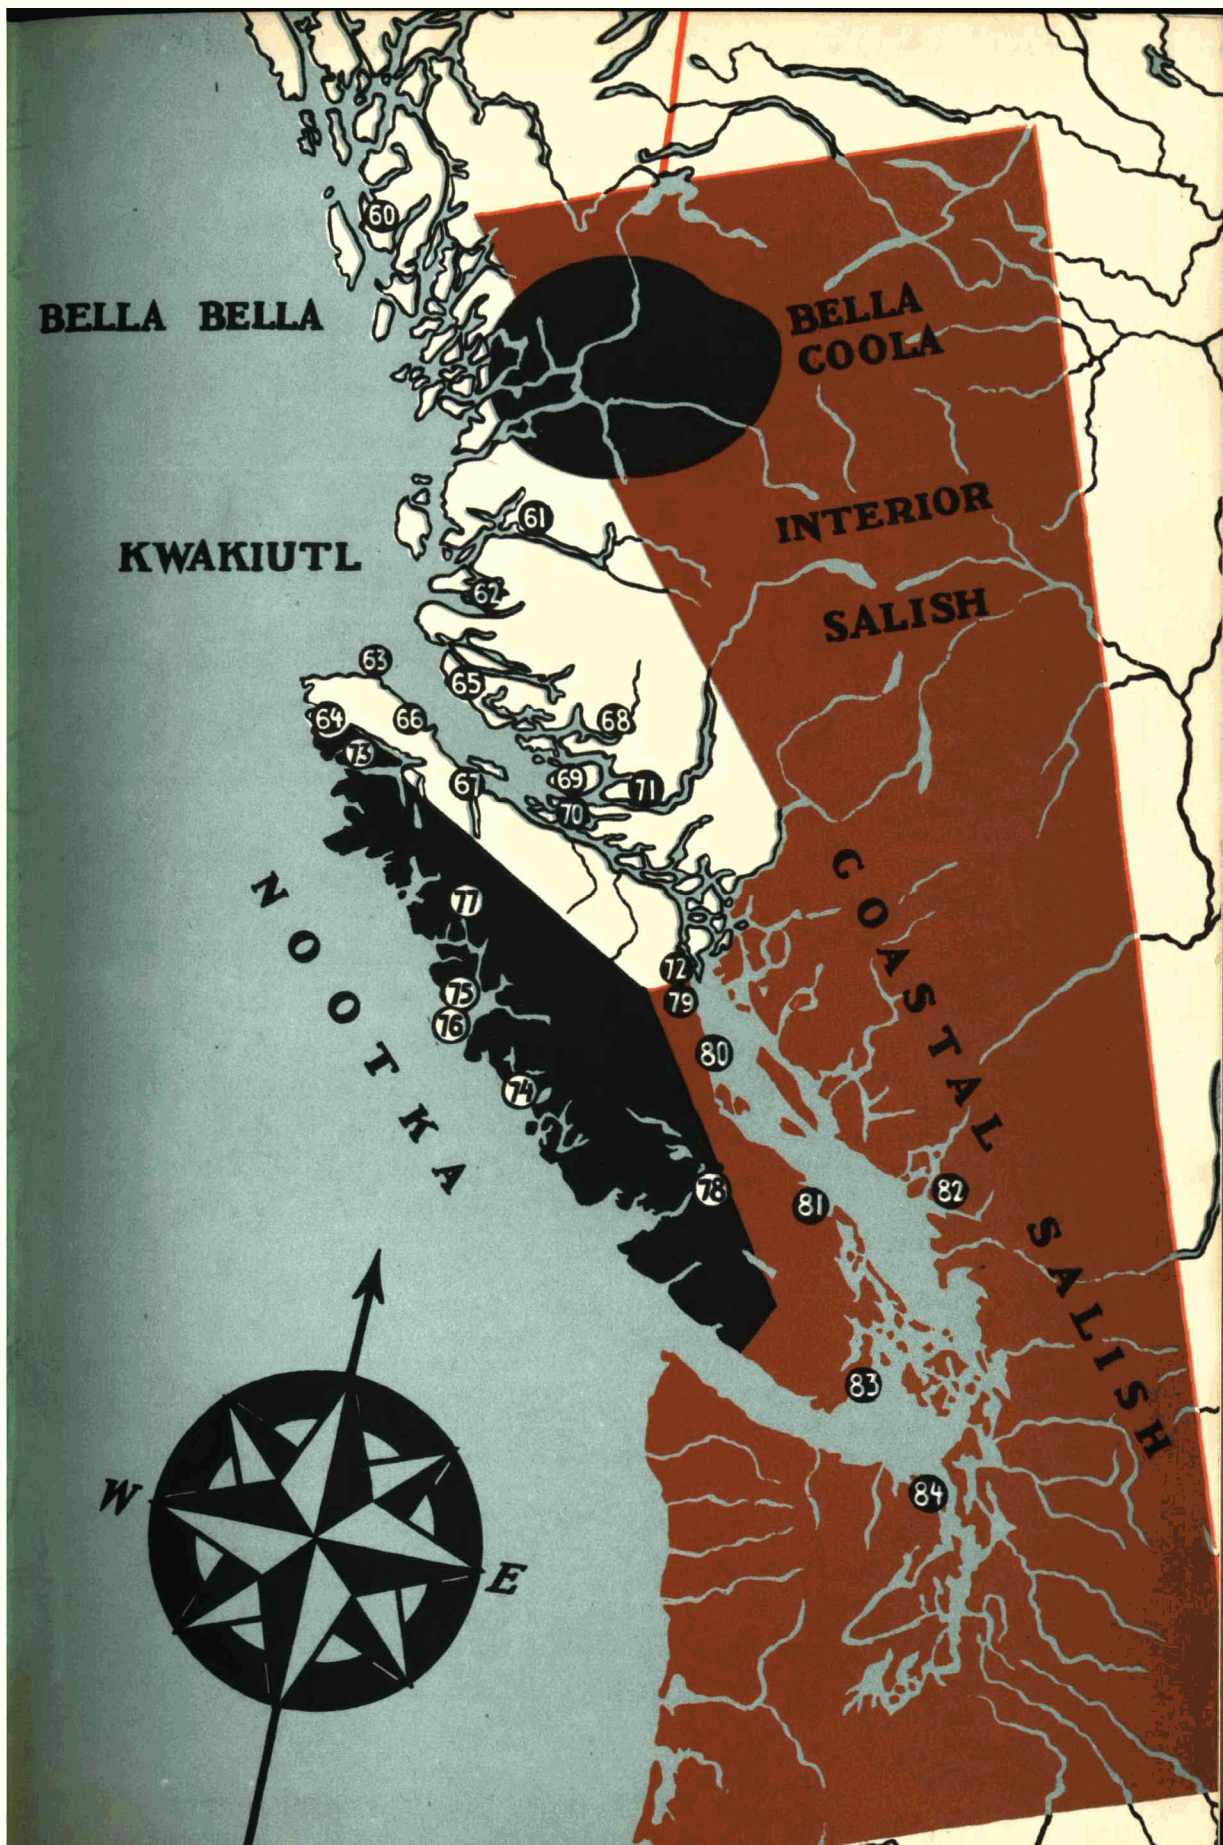 60
BELLA BELLA
BELLA
COOLA
INTERIOR
SALISH
KWAKIUTL
61
62
63
65
64
66
68
73
67
69
71
70
NOOTKA
COASTAL SALISH
77
72
79
75
76
80
74
78
81
82
83
84
W
E